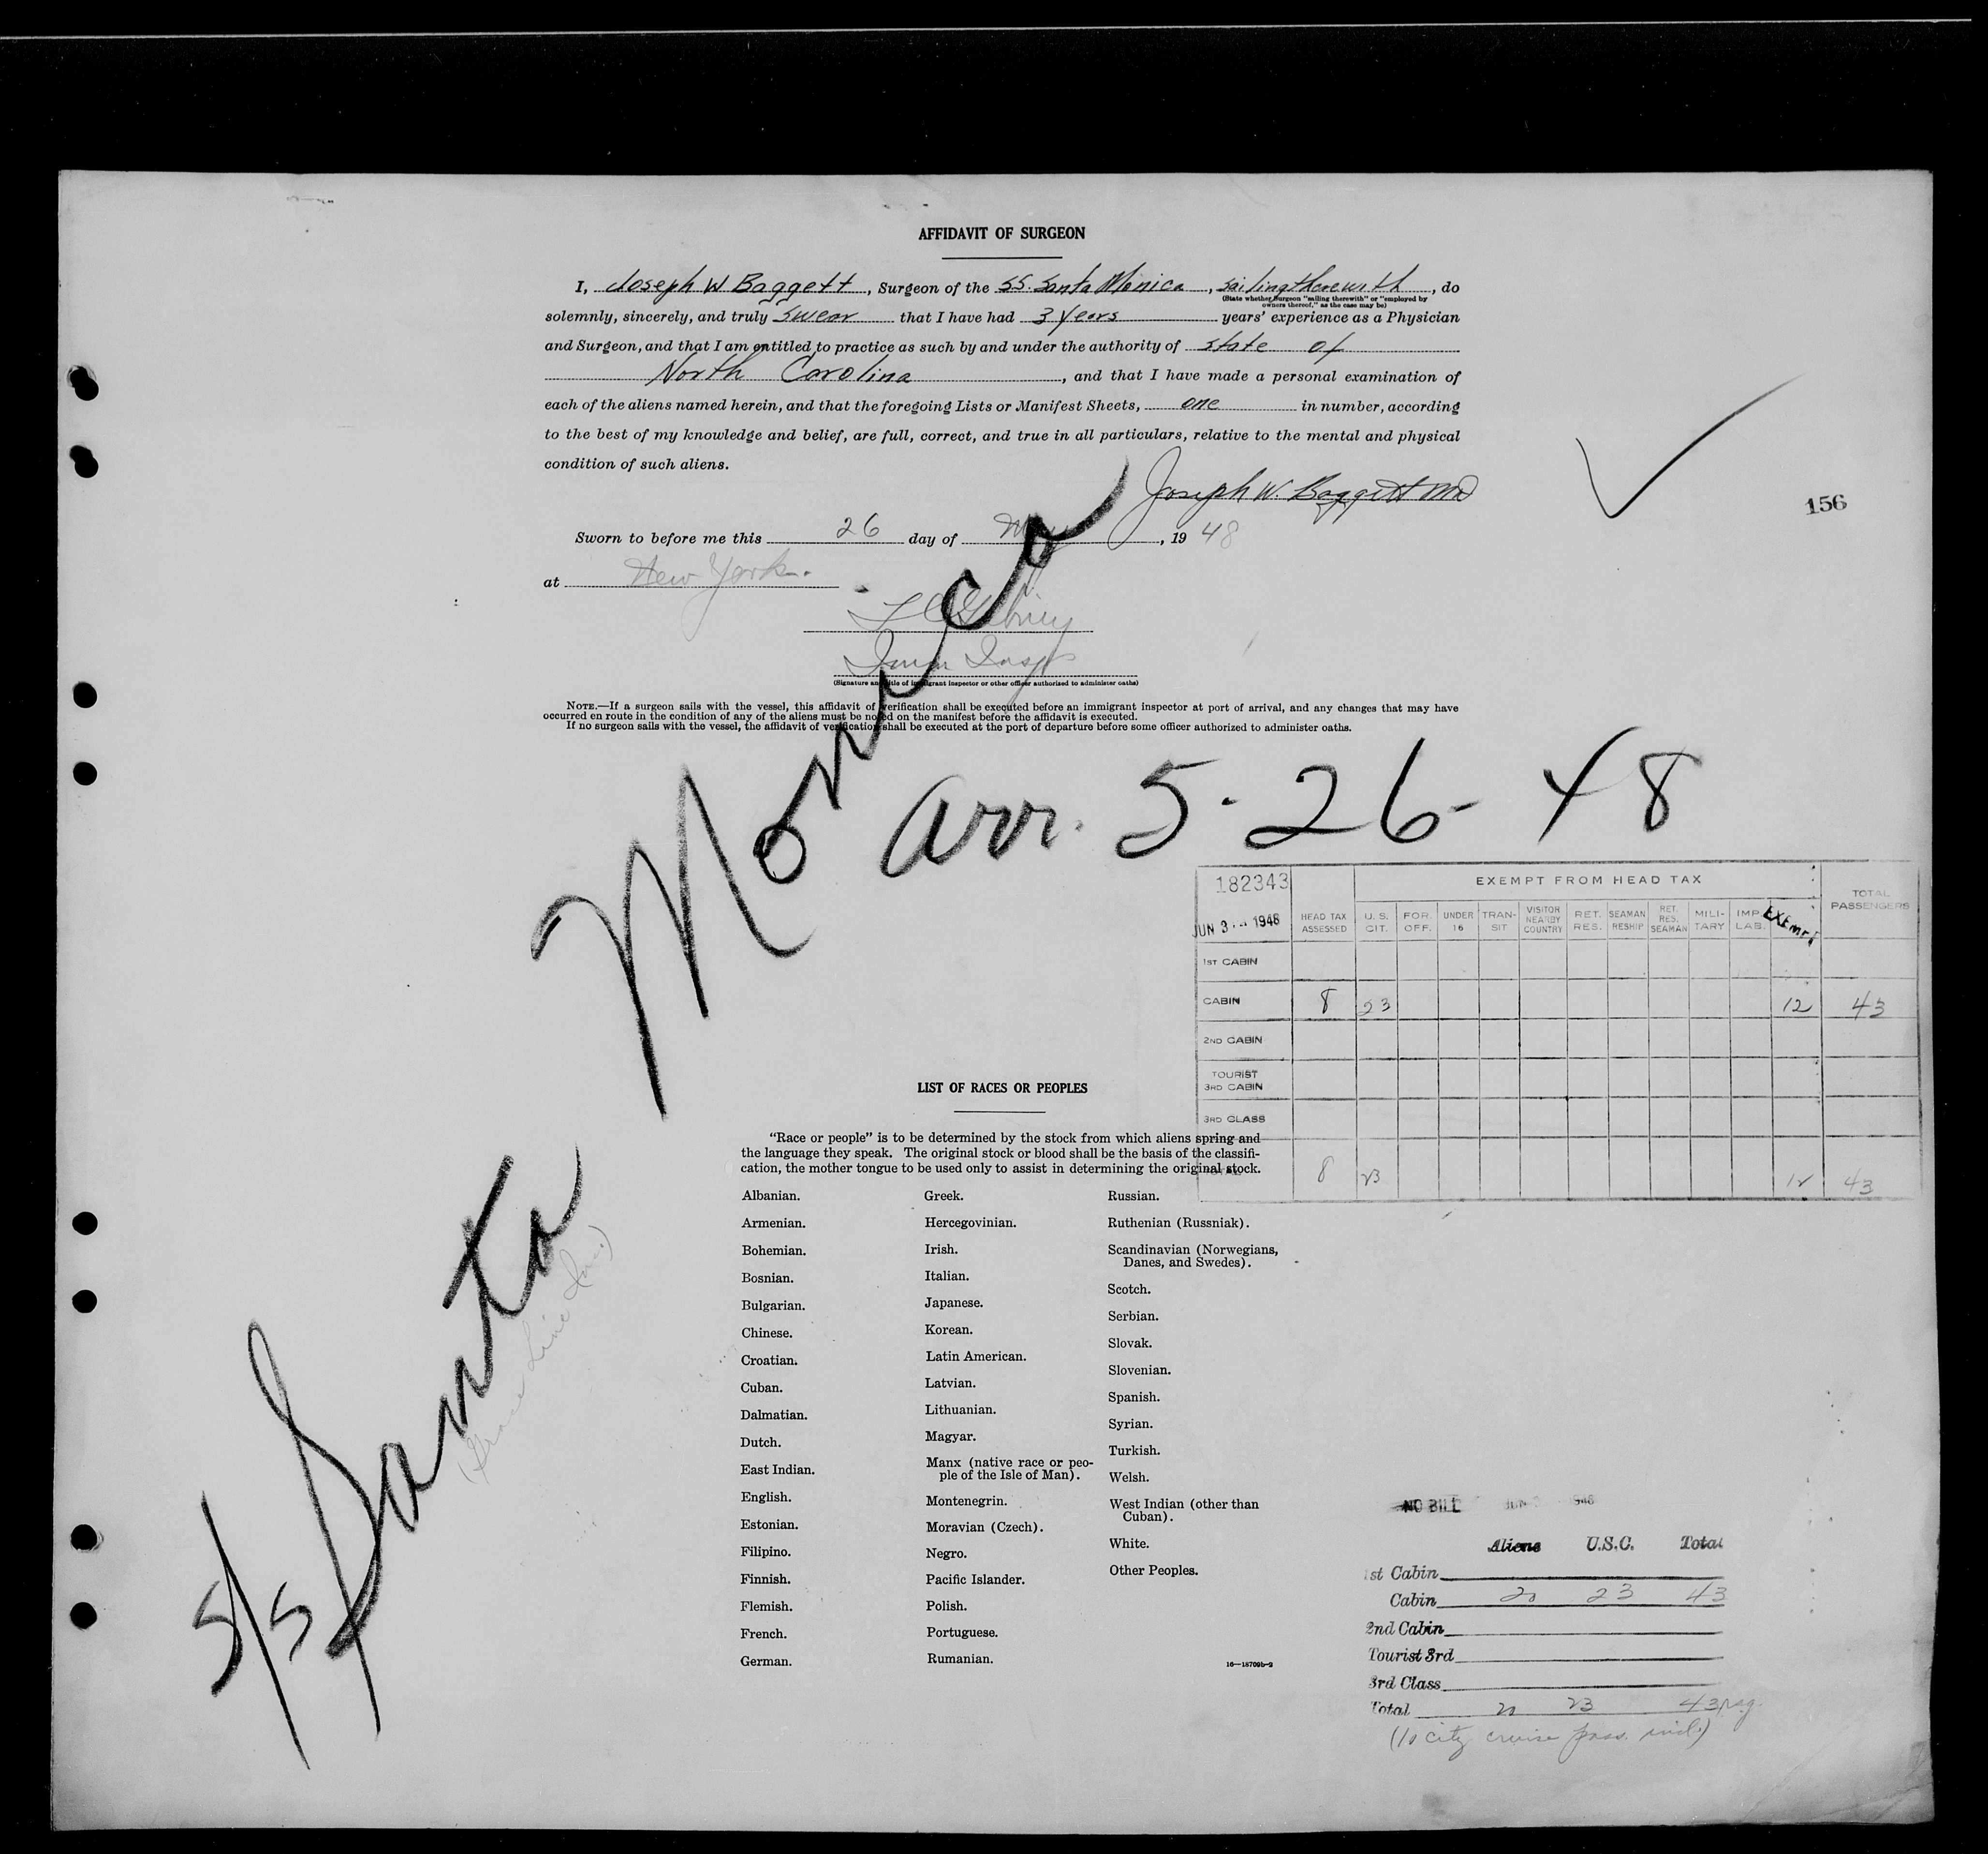 AFFIDAVIT OF SURGEON
I, Joseph W Baggett, Surgeon of the SS. Santa Monica, sailing therewith, do
(State whether Surgeon "sailing therewith" or "employed by
owners thereof," as the case may be)
solemnly, sincerely, and truly swear that I have had 3 years years' experience as a Physician
and Surgeon, and that I am entitled to practice as such by and under the authority of state of
North Carolina, and that I have made a personal examination of
each of the aliens named herein, and that the foregoing Lists or Manifest Sheets, one in number, according
to the best of my knowledge and belief, are full, correct, and true in all particulars, relative to the mental and physical
condition of such aliens.
Joseph W. Baggett MD
156
Sworn to before me this 26 day of May, 19 48
at New York.
Imm Insp
(Signature and title of immigrant inspector or other officer authorized to administer oaths)
NOTE.—If a surgeon sails with the vessel, this affidavit of verification shall be executed before an immigrant inspector at port of arrival, and any changes that may have
occurred en route in the condition of any of the aliens must be noted on the manifest before the affidavit is executed.
If no surgeon sails with the vessel, the affidavit of verification shall be executed at the port of departure before some officer authorized to administer oaths.
S/S Santa Monica
(Grace Line Inc.)
arr. 5-26-48
182343
JUN 3 1948
EXEMPT FROM HEAD TAX
TOTAL PASSENGERS
HEAD TAX ASSESSED U.S. CIT. FOR. OFF. UNDER 16 TRANSIT VISITOR NEARBY COUNTRY RET. RES. SEAMAN RESHIP RET. RES. SEAMAN MILITARY IMP. LAB. EXEMPT
1ST CABIN
CABIN 8 23 12 43
2ND CABIN
TOURIST
3RD CABIN
3RD CLASS
TOTAL 8 23 12 43
LIST OF RACES OR PEOPLES
"Race or people" is to be determined by the stock from which aliens spring and
the language they speak. The original stock or blood shall be the basis of the classifi-
cation, the mother tongue to be used only to assist in determining the original stock.
Albanian.
Armenian.
Bohemian.
Bosnian.
Bulgarian.
Chinese.
Croatian.
Cuban.
Dalmatian.
Dutch.
East Indian.
English.
Estonian.
Filipino.
Finnish.
Flemish.
French.
German.
Greek.
Hercegovinian.
Irish.
Italian.
Japanese.
Korean.
Latin American.
Latvian.
Lithuanian.
Magyar.
Manx (native race or peo-
ple of the Isle of Man).
Montenegrin.
Moravian (Czech).
Negro.
Pacific Islander.
Polish.
Portuguese.
Rumanian.
Russian.
Ruthenian (Russniak).
Scandinavian (Norwegians,
Danes, and Swedes).
Scotch.
Serbian.
Slovak.
Slovenian.
Spanish.
Syrian.
Turkish.
Welsh.
West Indian (other than
Cuban).
White.
Other Peoples.
16—18709b-2
NO BILL
Aliens U.S.C. Total
1st Cabin
Cabin 20 23 43
2nd Cabin
Tourist 3rd
3rd Class
Total 20 23 43
city cruise pass. incl.)